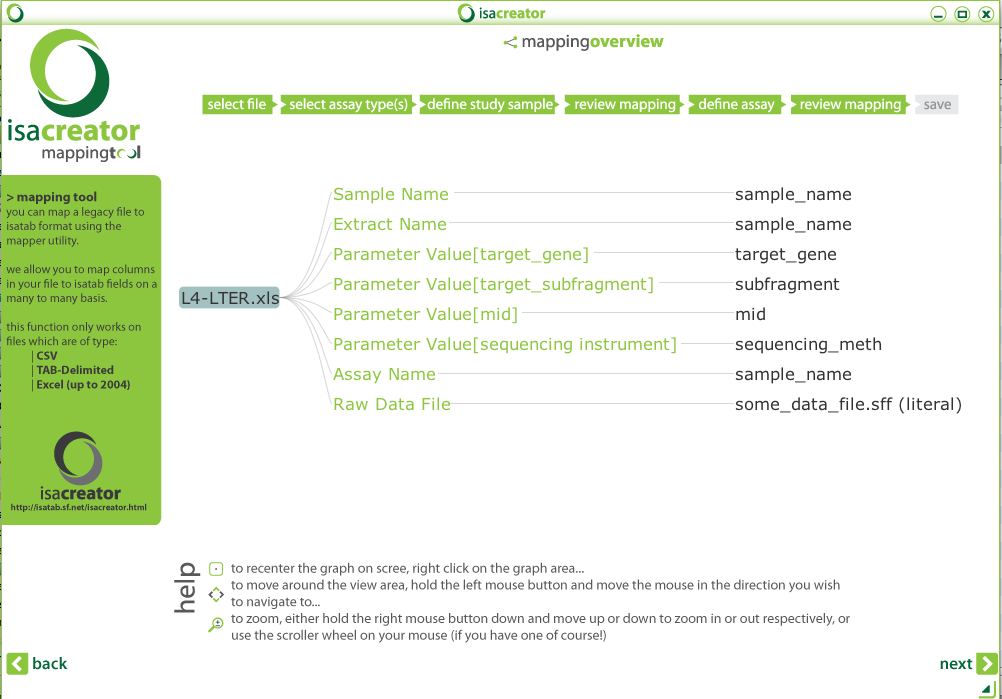 isacreator
mappingoverview
isacreator
mappingtool
select file
select assay type(s)
define study sample
review mapping
define assay
review mapping
save
> mapping tool
you can map a legacy file to
isatab format using the
mapper utility.
we allow you to map columns
in your file to isatab fields on a
many to many basis.
this function only works on
files which are of type:
| CSV
| TAB-Delimited
| Excel (up to 2004)
isacreator
http://isatab.sf.net/isacreator.html
L4-LTER.xls
Sample Name sample_name
Extract Name sample_name
Parameter Value[target_gene] target_gene
Parameter Value[target_subfragment] subfragment
Parameter Value[mid] mid
Parameter Value[sequencing instrument] sequencing_meth
Assay Name sample_name
Raw Data File some_data_file.sff (literal)
help
to recenter the graph on scree, right click on the graph area...
to move around the view area, hold the left mouse button and move the mouse in the direction you wish
to navigate to...
to zoom, either hold the right mouse button down and move up or down to zoom in or out respectively, or
use the scroller wheel on your mouse (if you have one of course!)
back
next